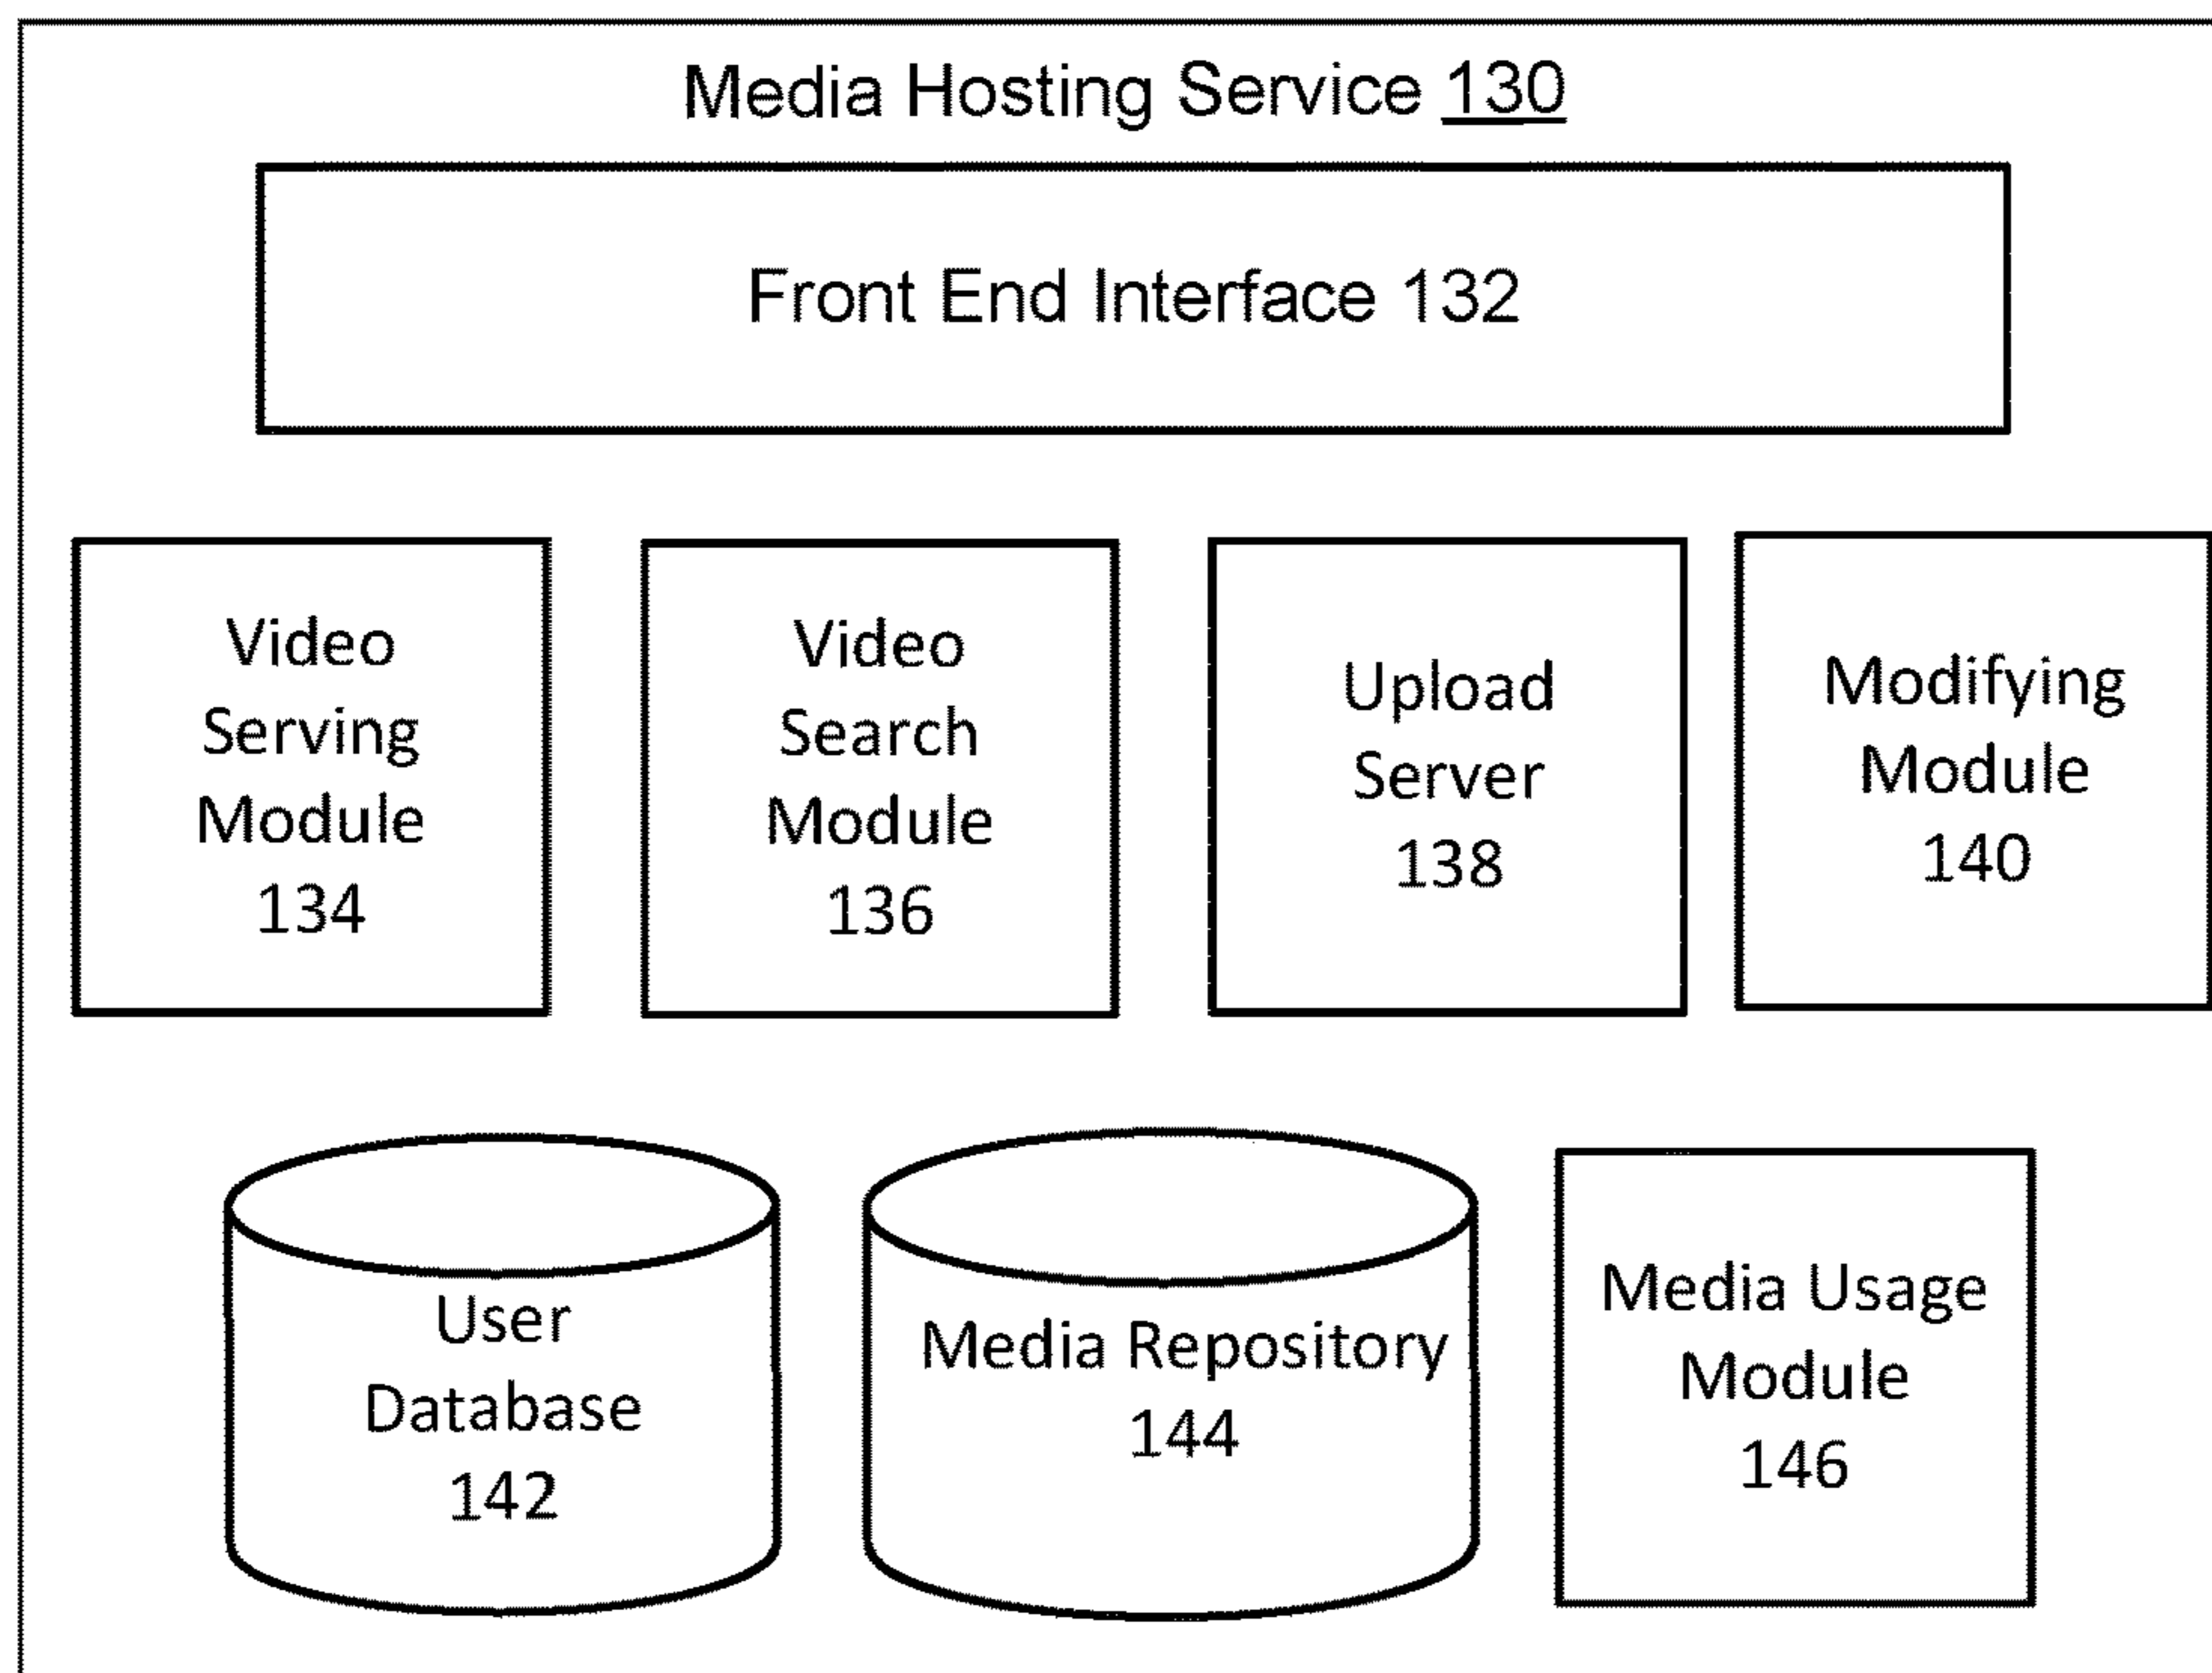 Media Hosting Service 130
Front End Interface 132
Video
Serving
Module
134
Video
Search
Module
136
Upload
Server
138
Modifying
Module
140
User
Database
142
Media Repository
144
Media Usage
Module
146